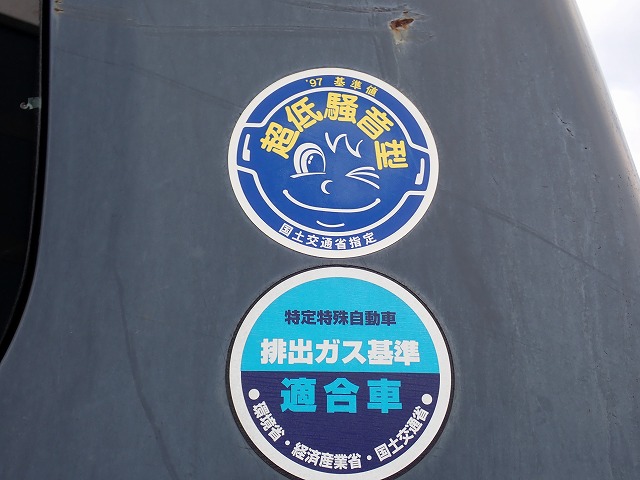 '97 基準値
超低騒音型
国土交通省指定
特定特殊自動車
排出ガス基準
適合車
●環境省・経済産業省・国土交通省●